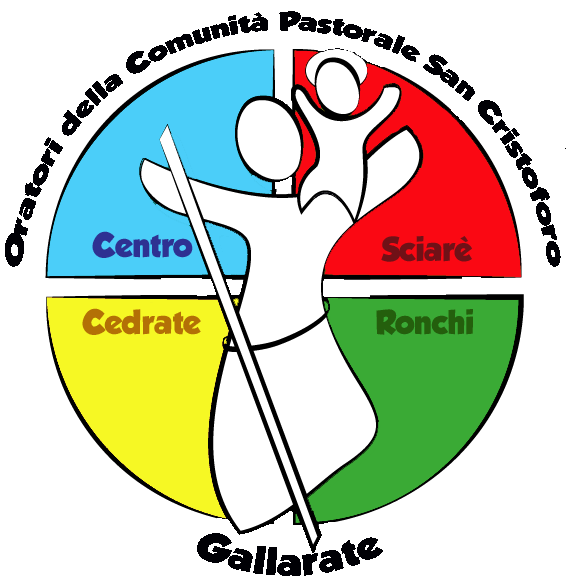 Oratori della Comunità Pastorale San Cristoforo
Centro
Sciarè
Cedrate
Ronchi
Gallarate